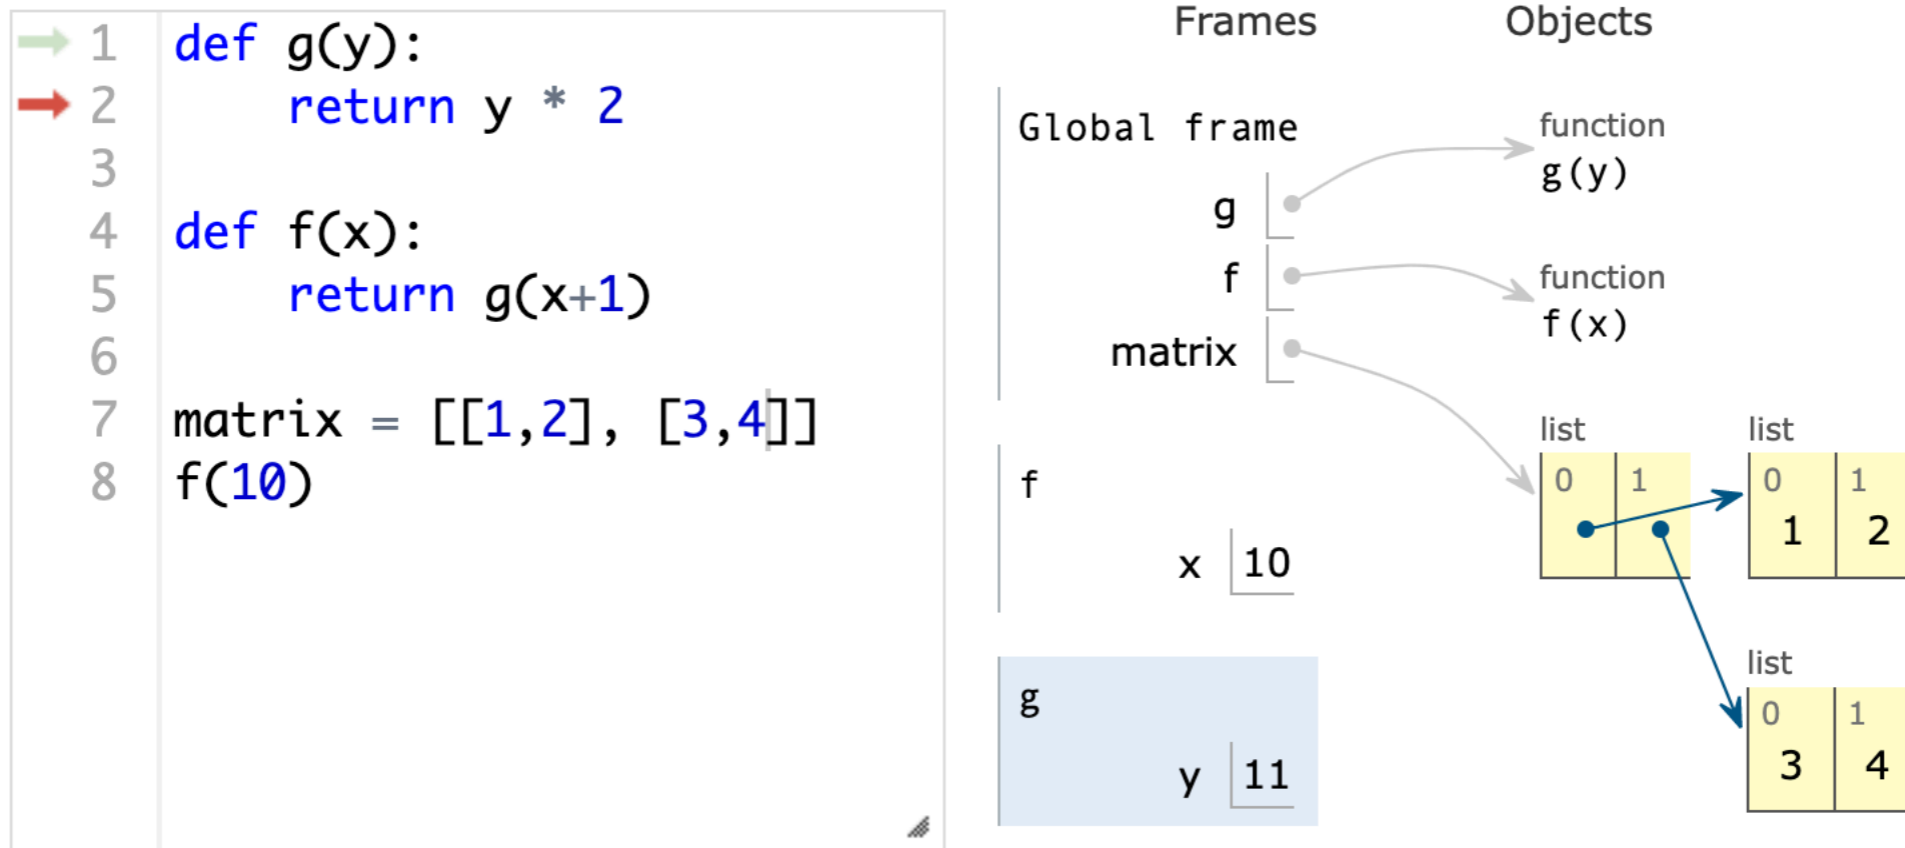 1 def g(y):
2     return y * 2
3
4 def f(x):
5     return g(x+1)
6
7 matrix = [[1,2], [3,4]]
8 f(10)
Frames Objects
Global frame
g
f
matrix
function
g(y)
function
f(x)
list
0 1
list
0 1
1 2
list
0 1
3 4
f
x 10
g
y 11